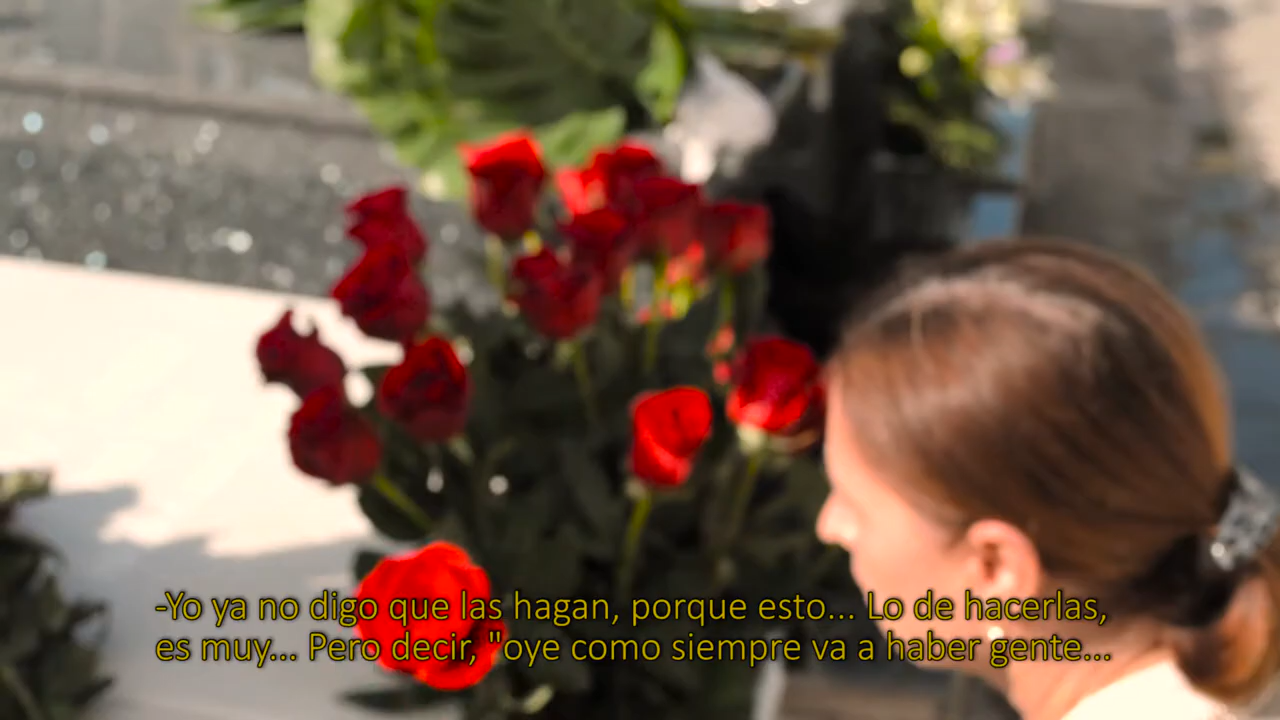 -Yo ya no digo que las hagan, porque esto... Lo de hacerlas,
es muy... Pero decir, "oye como siempre va a haber gente...